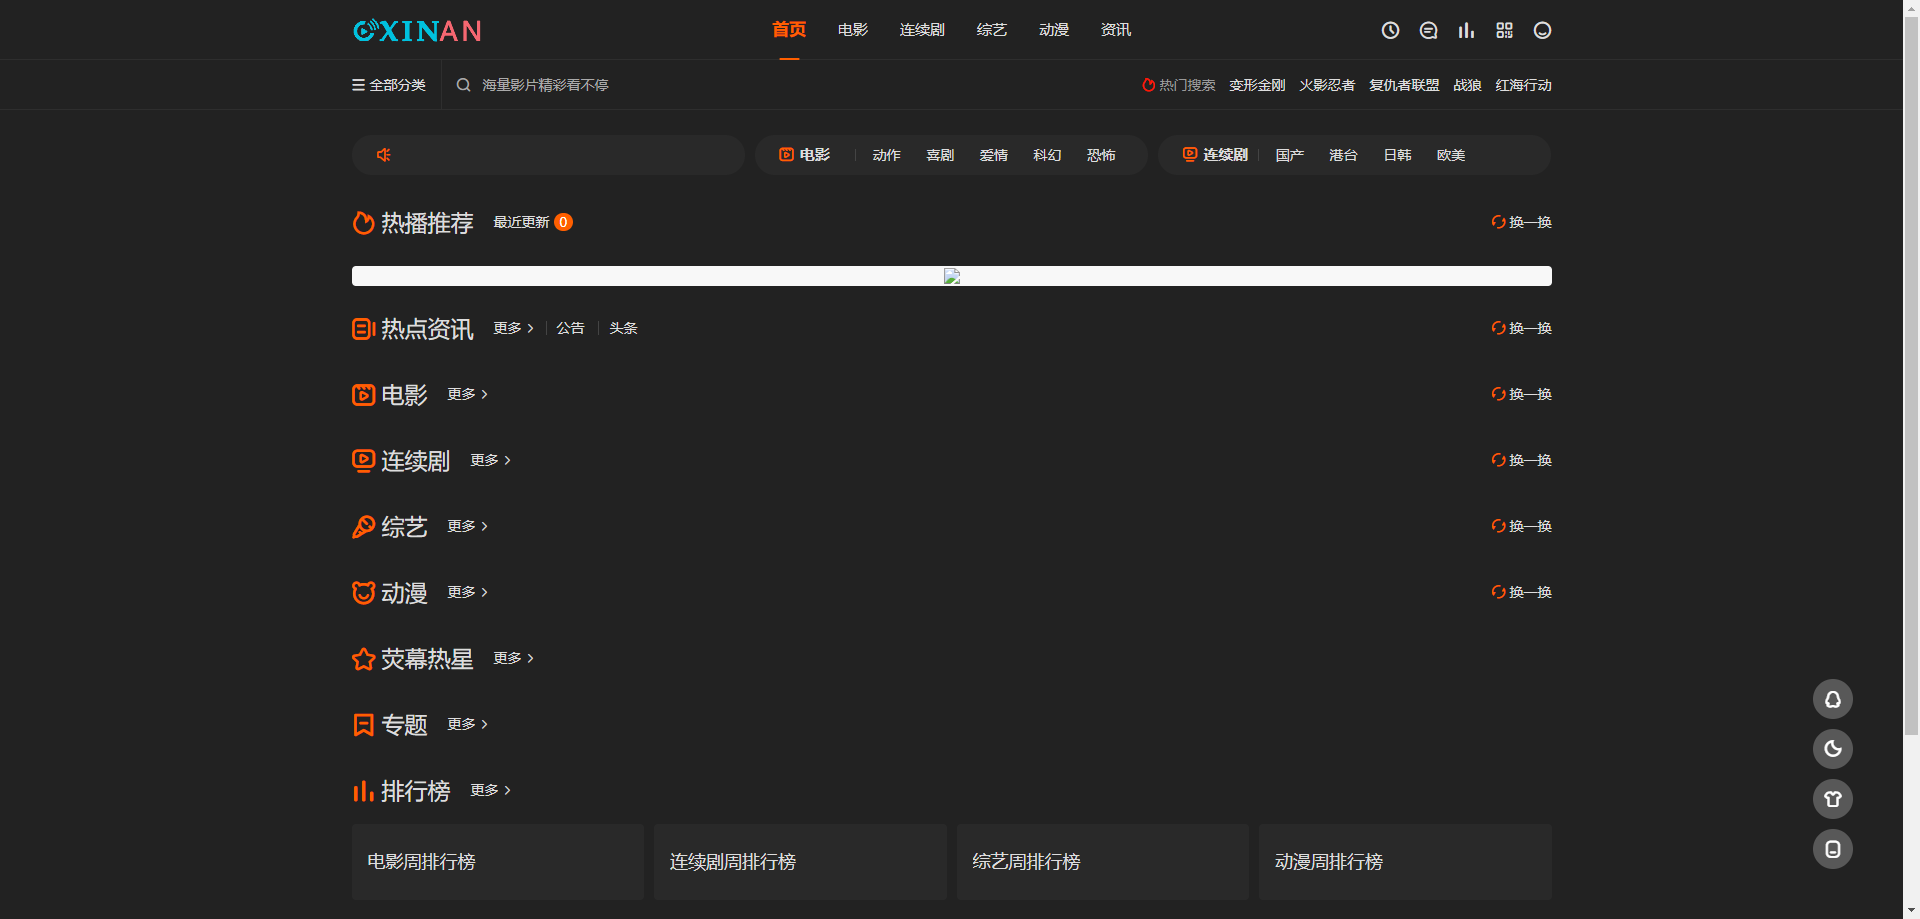 XINAN
首页 电影 连续剧 综艺 动漫 资讯
全部分类 海量影片精彩看不停 热门搜索 变形金刚 火影忍者 复仇者联盟 战狼 红海行动
电影 动作 喜剧 爱情 科幻 恐怖 连续剧 国产 港台 日韩 欧美
热播推荐 最近更新 0 换一换
热点资讯 更多 公告 头条 换一换
电影 更多 换一换
连续剧 更多 换一换
综艺 更多 换一换
动漫 更多 换一换
荧幕热星 更多
专题 更多
排行榜 更多
电影周排行榜 连续剧周排行榜 综艺周排行榜 动漫周排行榜